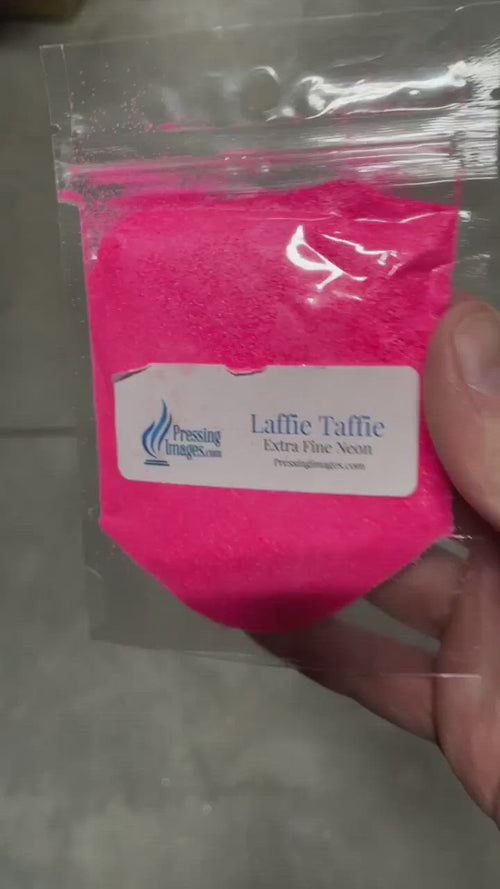 Pressing
Images.com
Laffie Taffie
Extra Fine Neon
PressingImages.com